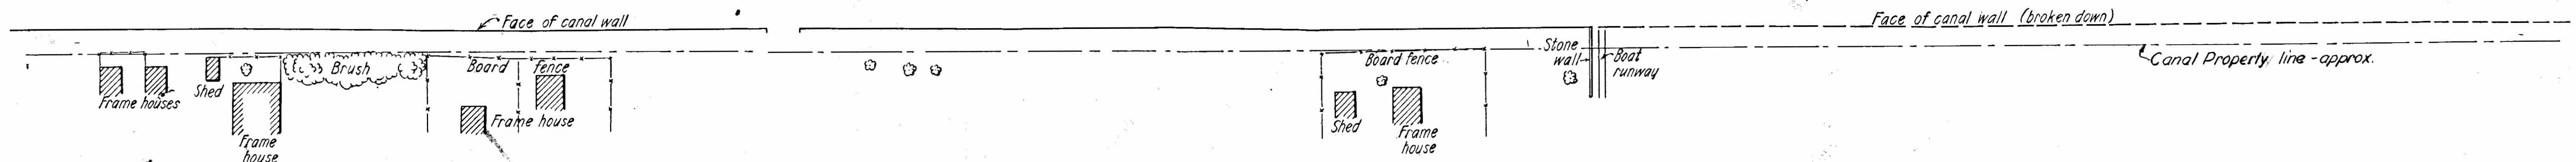 Face of canal wall
Face of canal wall (broken down)
Stone
wall
Boat
runway
Canal Property line - approx.
Brush
Board fence
Board fence
Frame houses
Shed
Frame
house
Frame house
Shed
Frame
house